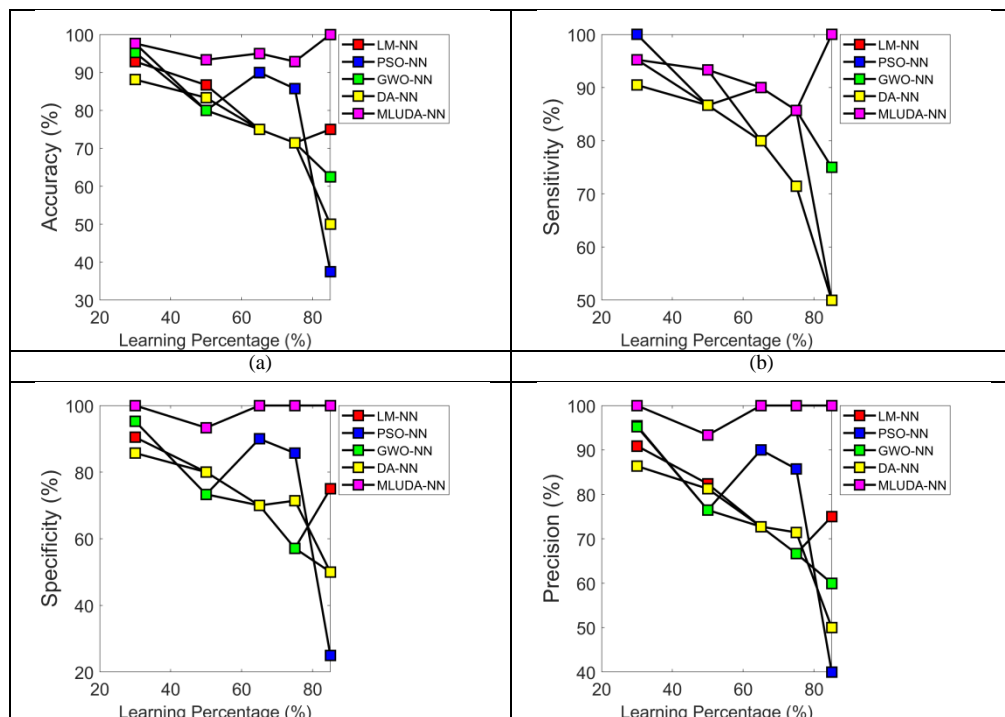 100
90
80
70
60
50
40
30
20
40
60
80
Accuracy (%)
Learning Percentage (%)
LM-NN
PSO-NN
GWO-NN
DA-NN
MLUDA-NN
100
90
80
70
60
50
20
40
60
80
Sensitivity (%)
Learning Percentage (%)
LM-NN
PSO-NN
GWO-NN
DA-NN
MLUDA-NN
(a)
(b)
100
80
60
40
20
20
40
60
80
Specificity (%)
Learning Percentage (%)
LM-NN
PSO-NN
GWO-NN
DA-NN
MLUDA-NN
100
90
80
70
60
50
40
20
40
60
80
Precision (%)
Learning Percentage (%)
LM-NN
PSO-NN
GWO-NN
DA-NN
MLUDA-NN